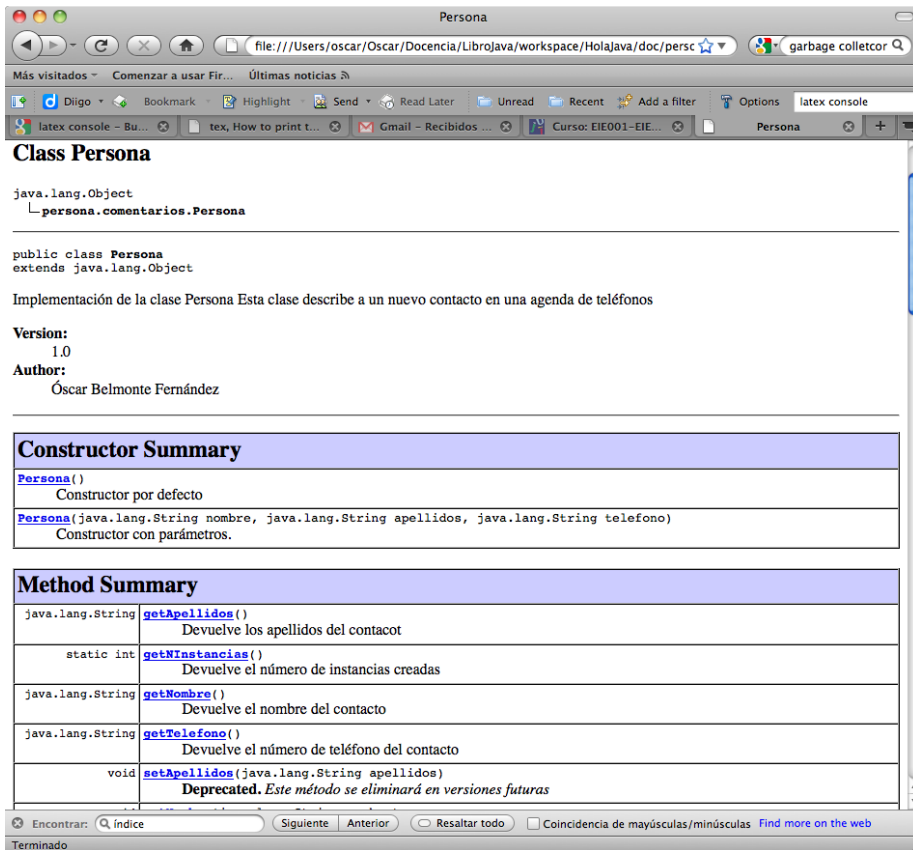 Persona
file:///Users/oscar/Oscar/Docencia/LibroJava/workspace/HolaJava/doc/persc
garbage colletcor
Más visitados Comenzar a usar Fir... Últimas noticias
Diigo Bookmark Highlight Send Read Later Unread Recent Add a filter Options latex console
latex console – Bu... tex, How to print t... Gmail – Recibidos ... Curso: EIE001–EIE... Persona
Class Persona
java.lang.Object
persona.comentarios.Persona
public class Persona
extends java.lang.Object
Implementación de la clase Persona Esta clase describe a un nuevo contacto en una agenda de teléfonos
Version:
1.0
Author:
Óscar Belmonte Fernández
Constructor Summary
Persona()
Constructor por defecto
Persona(java.lang.String nombre, java.lang.String apellidos, java.lang.String telefono)
Constructor con parámetros.
Method Summary
java.lang.String getApellidos()
Devuelve los apellidos del contacot
static int getNInstancias()
Devuelve el número de instancias creadas
java.lang.String getNombre()
Devuelve el nombre del contacto
java.lang.String getTelefono()
Devuelve el número de teléfono del contacto
void setApellidos(java.lang.String apellidos)
Deprecated. Este método se eliminará en versiones futuras
Encontrar: índice Siguiente Anterior Resaltar todo Coincidencia de mayúsculas/minúsculas Find more on the web
Terminado